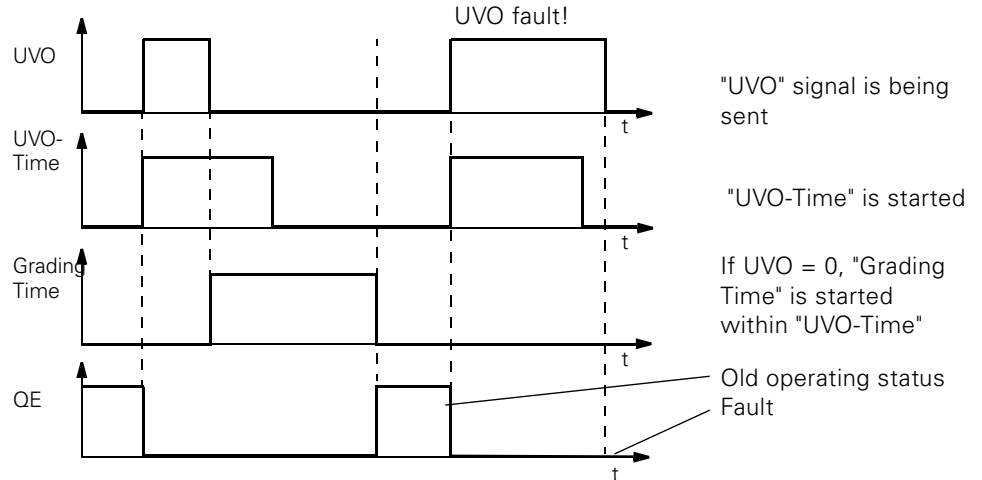 UVO fault!
UVO
"UVO" signal is being
sent
t
UVO-
Time
"UVO-Time" is started
t
Grading
Time
If UVO = 0, "Grading
Time" is started
within "UVO-Time"
t
Old operating status
QE
Fault
t